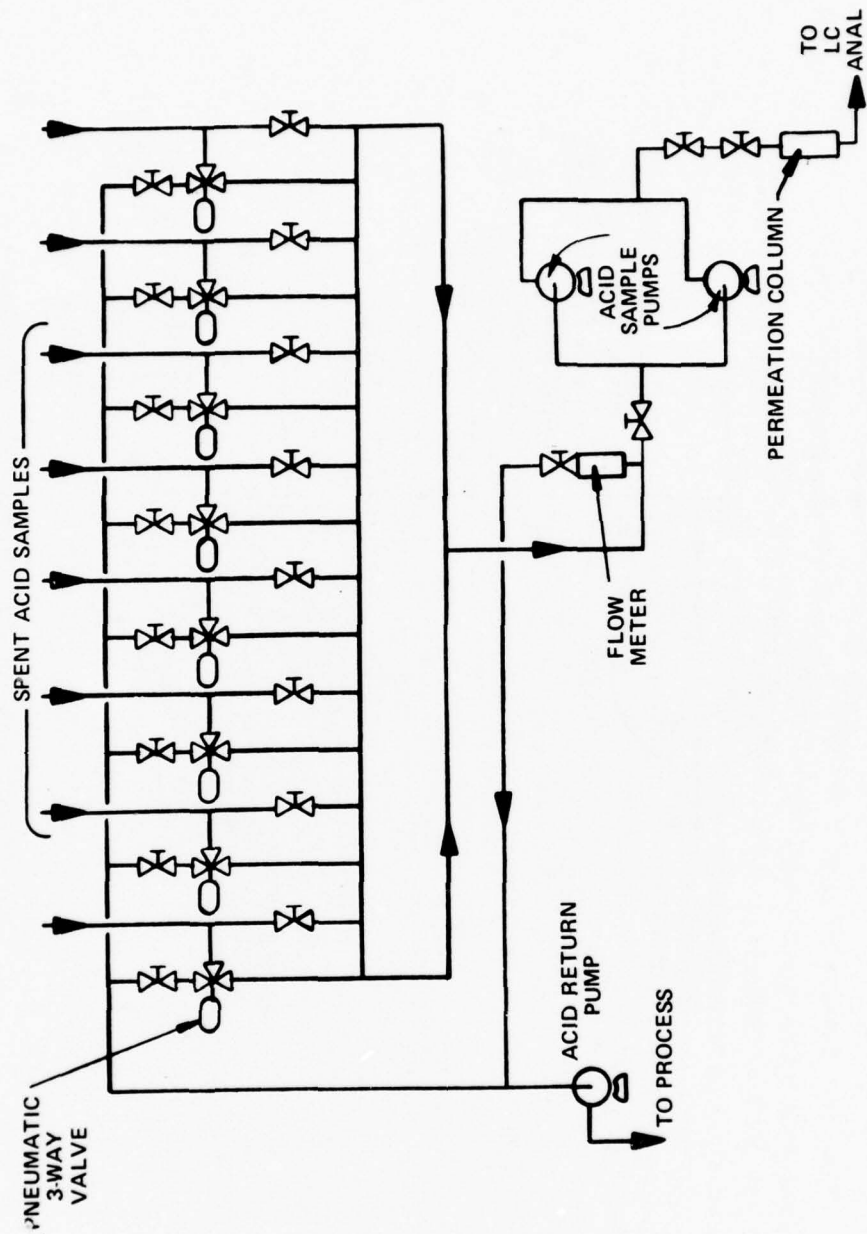 SPENT ACID SAMPLES
PNEUMATIC
3-WAY
VALVE
ACID RETURN
PUMP
TO PROCESS
FLOW
METER
ACID
SAMPLE
PUMPS
PERMEATION COLUMN
TO
LC
ANAL